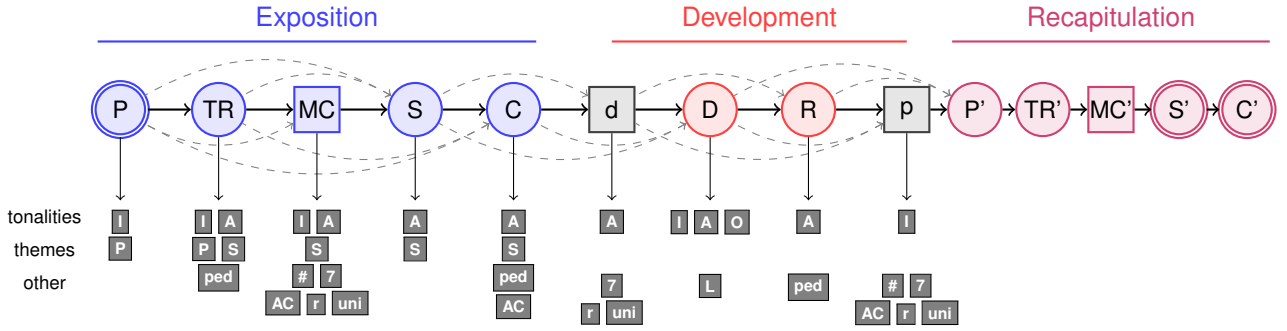 Exposition Development Recapitulation
P TR MC S C d D R p P' TR' MC' S' C'
tonalities I I A I A A A A I A O A I
themes P P S S S S
other ped # 7 ped 7 L ped # 7
AC r uni AC r uni AC r uni